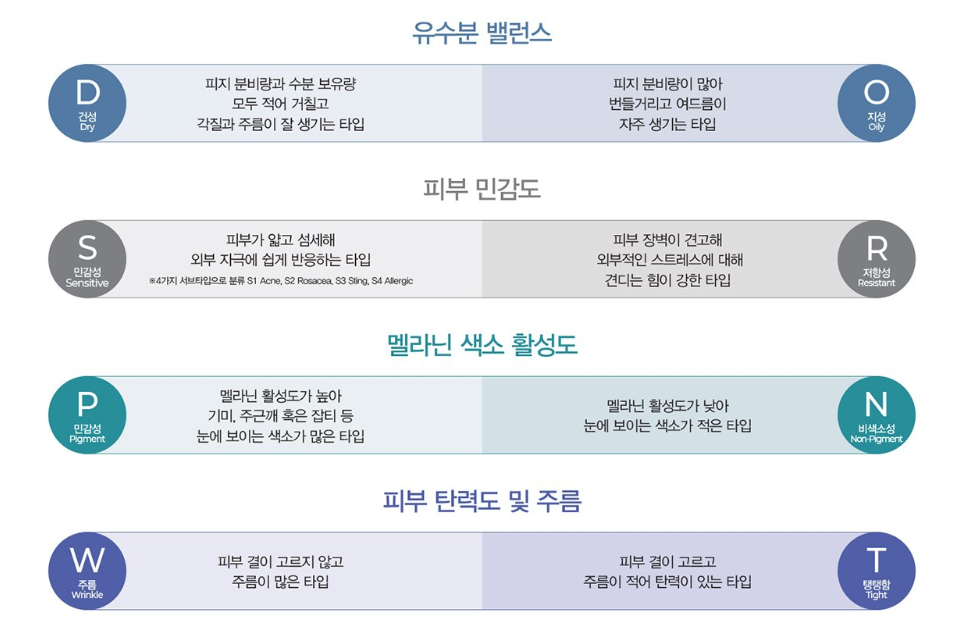 유수분 밸런스
D
건성
Dry
피지 분비량과 수분 보유량
모두 적어 거칠고
각질과 주름이 잘 생기는 타입
피지 분비량이 많아
번들거리고 여드름이
자주 생기는 타입
O
지성
Oily
피부 민감도
S
민감성
Sensitive
피부가 얇고 섬세해
외부 자극에 쉽게 반응하는 타입
※4가지 서브타입으로 분류 S1 Acne, S2 Rosacea, S3 Sting, S4 Allergic
피부 장벽이 견고해
외부적인 스트레스에 대해
견디는 힘이 강한 타입
R
저항성
Resistant
멜라닌 색소 활성도
P
민감성
Pigment
멜라닌 활성도가 높아
기미, 주근깨 혹은 잡티 등
눈에 보이는 색소가 많은 타입
멜라닌 활성도가 낮아
눈에 보이는 색소가 적은 타입
N
비색소성
Non-Pigment
피부 탄력도 및 주름
W
주름
Wrinkle
피부 결이 고르지 않고
주름이 많은 타입
피부 결이 고르고
주름이 적어 탄력이 있는 타입
T
탱탱함
Tight